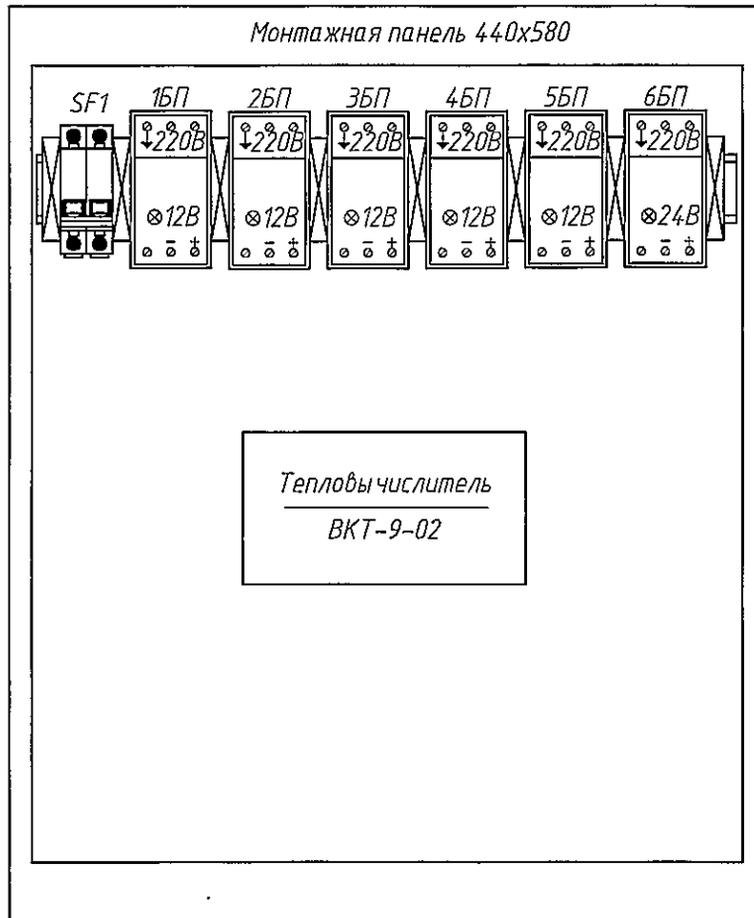 Монтажная панель 440х580
SF1 1БП 2БП 3БП 4БП 5БП 6БП
220В 220В 220В 220В 220В 220В
12В 12В 12В 12В 12В 24В
- + - + - + - + - + - +
Тепловычислитель
ВКТ-9-02